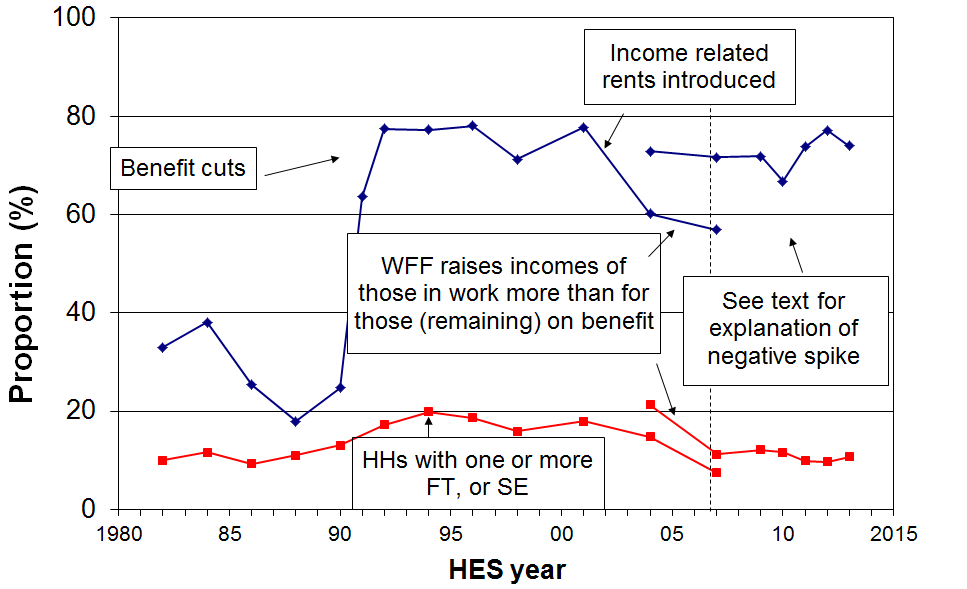 100
80
60
40
20
0
Proportion (%)
Income related
rents introduced
Benefit cuts
WFF raises incomes of
those in work more than for
those (remaining) on benefit
See text for
explanation of
negative spike
HHs with one or more
FT, or SE
1980 85 90 95 00 05 10 2015
HES year